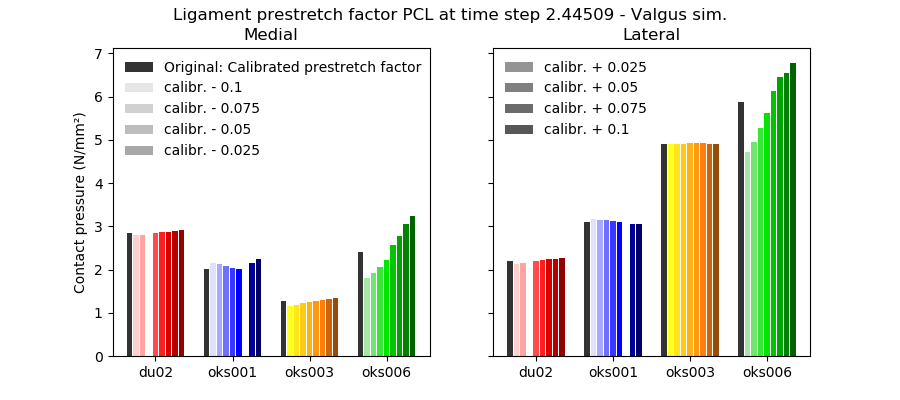 Ligament prestretch factor PCL at time step 2.44509 - Valgus sim.
Medial
Lateral
Contact pressure (N/mm²)
7
6
5
4
3
2
1
0
Original: Calibrated prestretch factor
calibr. - 0.1
calibr. - 0.075
calibr. - 0.05
calibr. - 0.025
calibr. + 0.025
calibr. + 0.05
calibr. + 0.075
calibr. + 0.1
du02 oks001 oks003 oks006
du02 oks001 oks003 oks006